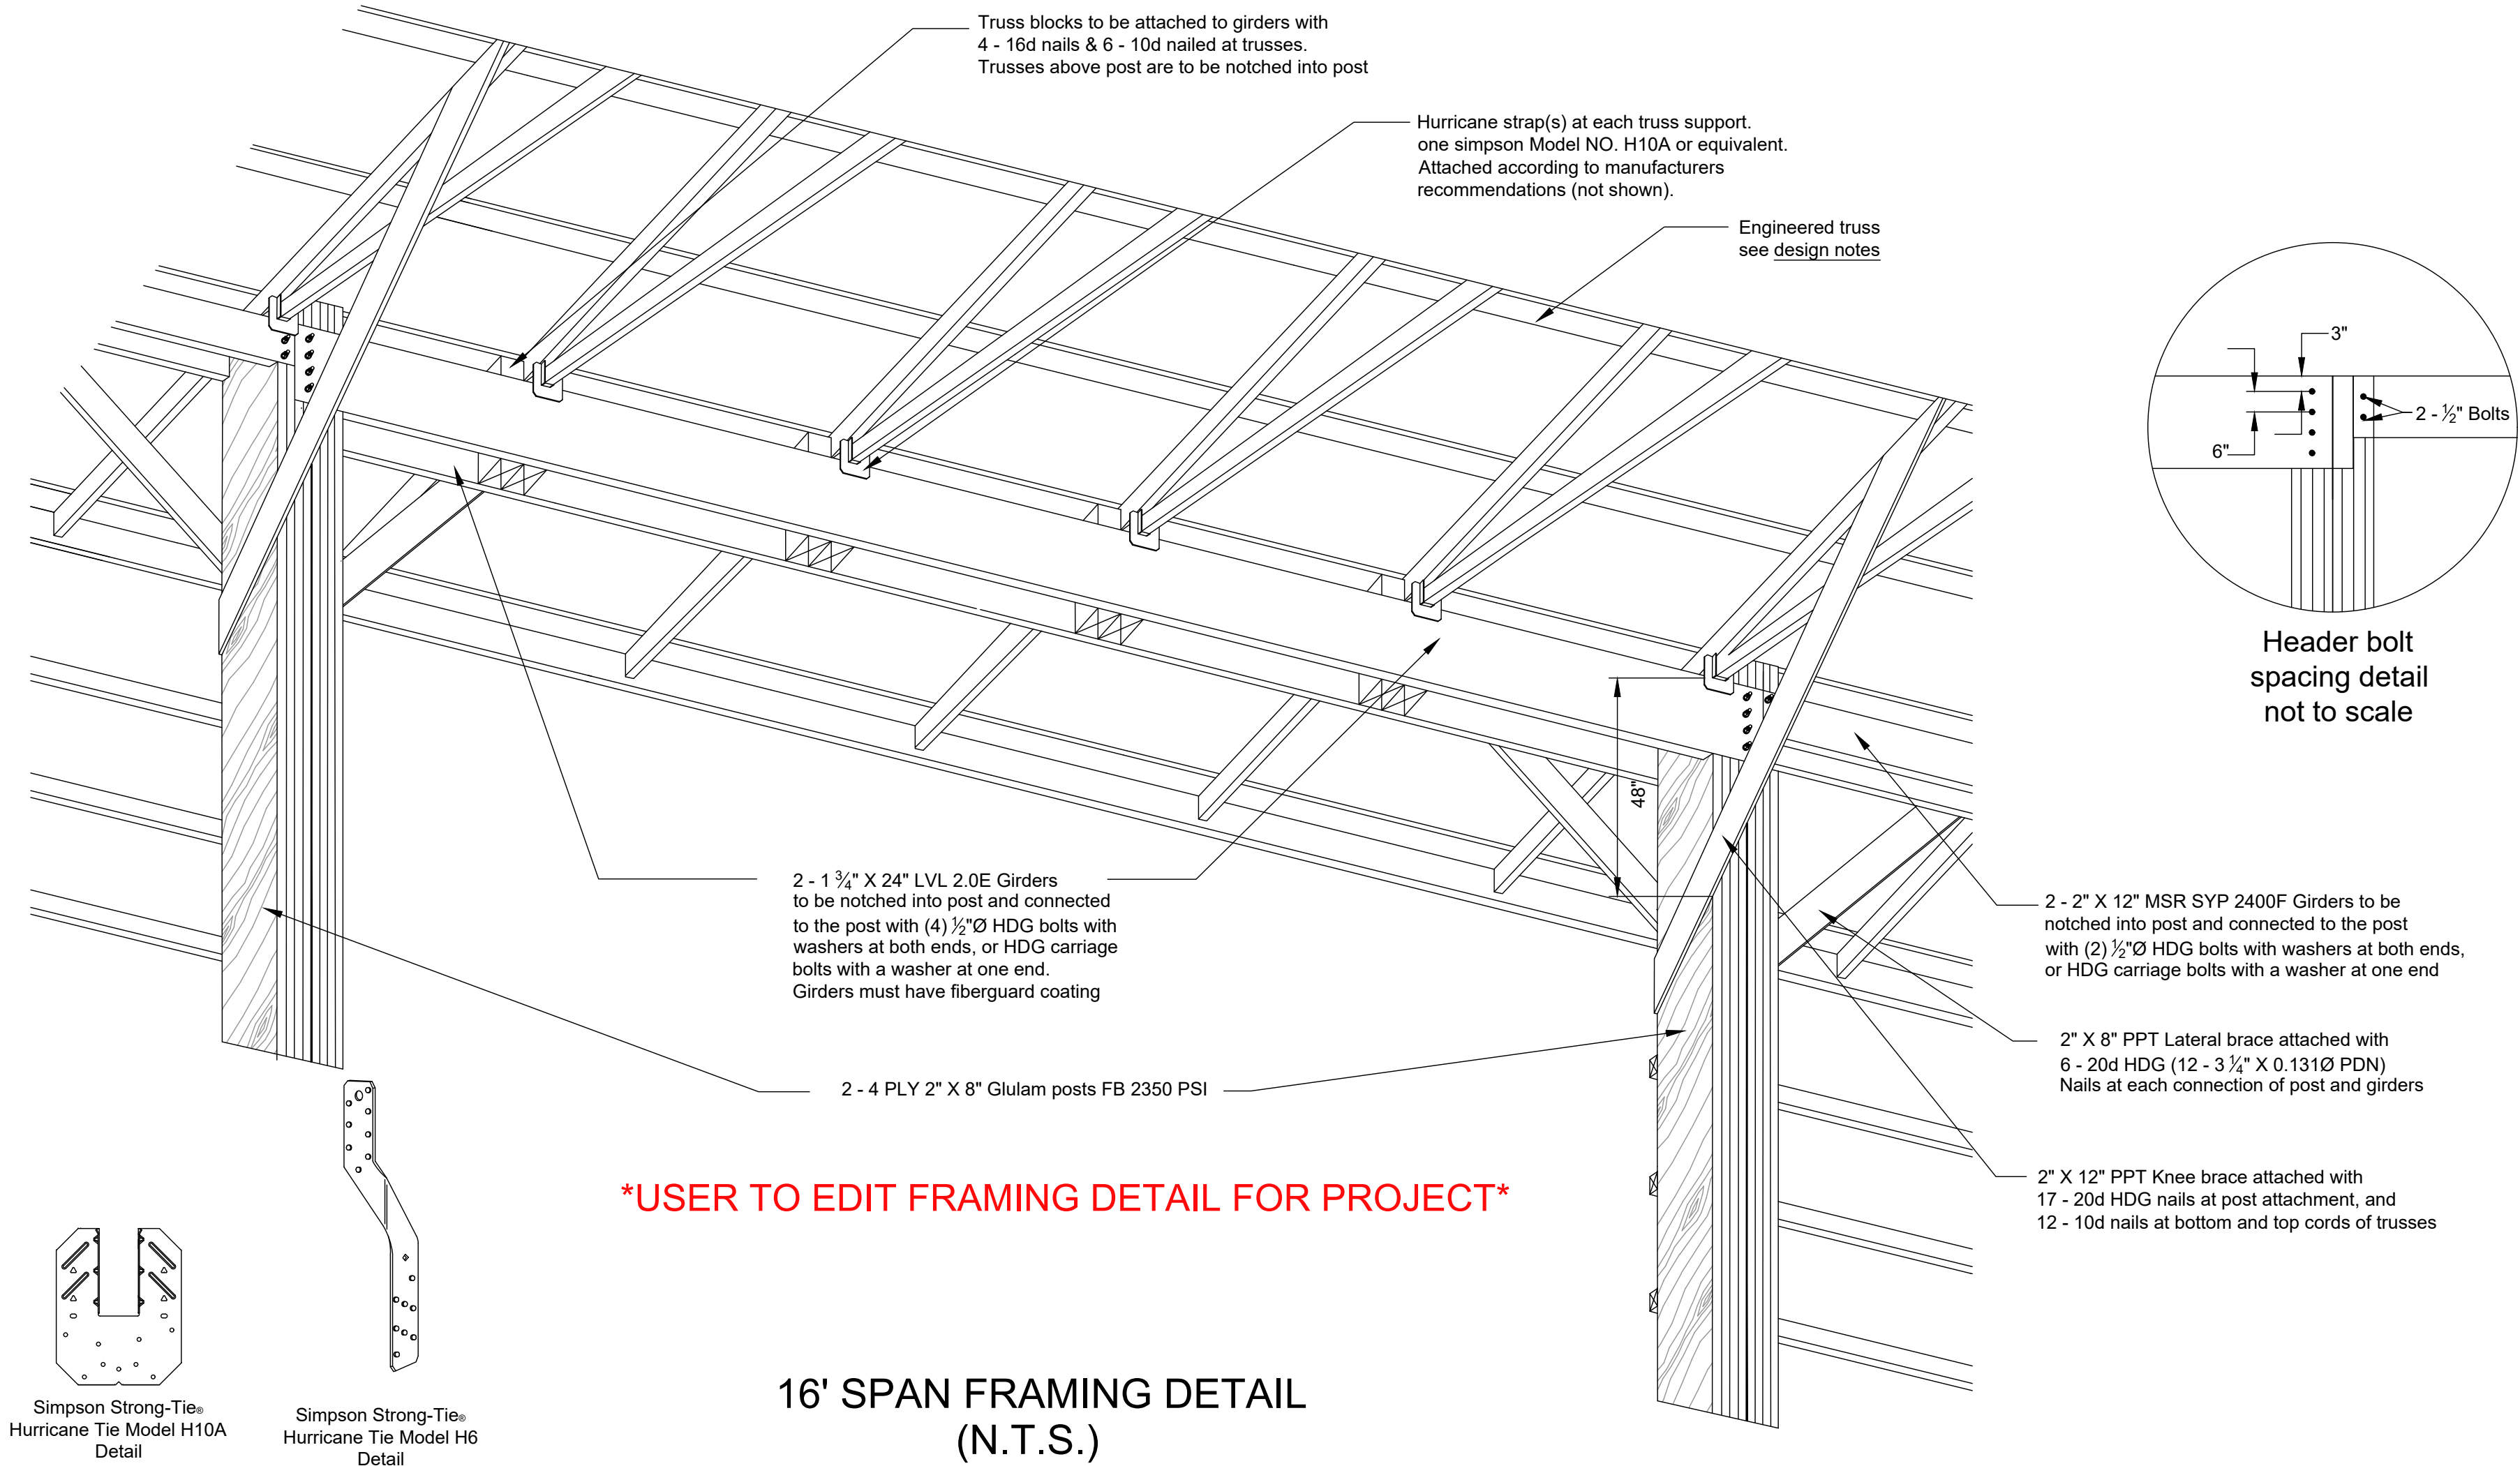 Truss blocks to be attached to girders with
4 - 16d nails & 6 - 10d nailed at trusses.
Trusses above post are to be notched into post
Hurricane strap(s) at each truss support.
one simpson Model NO. H10A or equivalent.
Attached according to manufacturers
recommendations (not shown).
Engineered truss
see design notes
3"
2 - ½" Bolts
6"
Header bolt
spacing detail
not to scale
48"
2 - 1 ¾" X 24" LVL 2.0E Girders
to be notched into post and connected
to the post with (4) ½"Ø HDG bolts with
washers at both ends, or HDG carriage
bolts with a washer at one end.
Girders must have fiberguard coating
2 - 2" X 12" MSR SYP 2400F Girders to be
notched into post and connected to the post
with (2) ½"Ø HDG bolts with washers at both ends,
or HDG carriage bolts with a washer at one end
2" X 8" PPT Lateral brace attached with
6 - 20d HDG (12 - 3 ¼" X 0.131Ø PDN)
Nails at each connection of post and girders
2 - 4 PLY 2" X 8" Glulam posts FB 2350 PSI
2" X 12" PPT Knee brace attached with
17 - 20d HDG nails at post attachment, and
12 - 10d nails at bottom and top cords of trusses
*USER TO EDIT FRAMING DETAIL FOR PROJECT*
Simpson Strong-Tie®
Hurricane Tie Model H10A
Detail
Simpson Strong-Tie®
Hurricane Tie Model H6
Detail
16' SPAN FRAMING DETAIL
(N.T.S.)